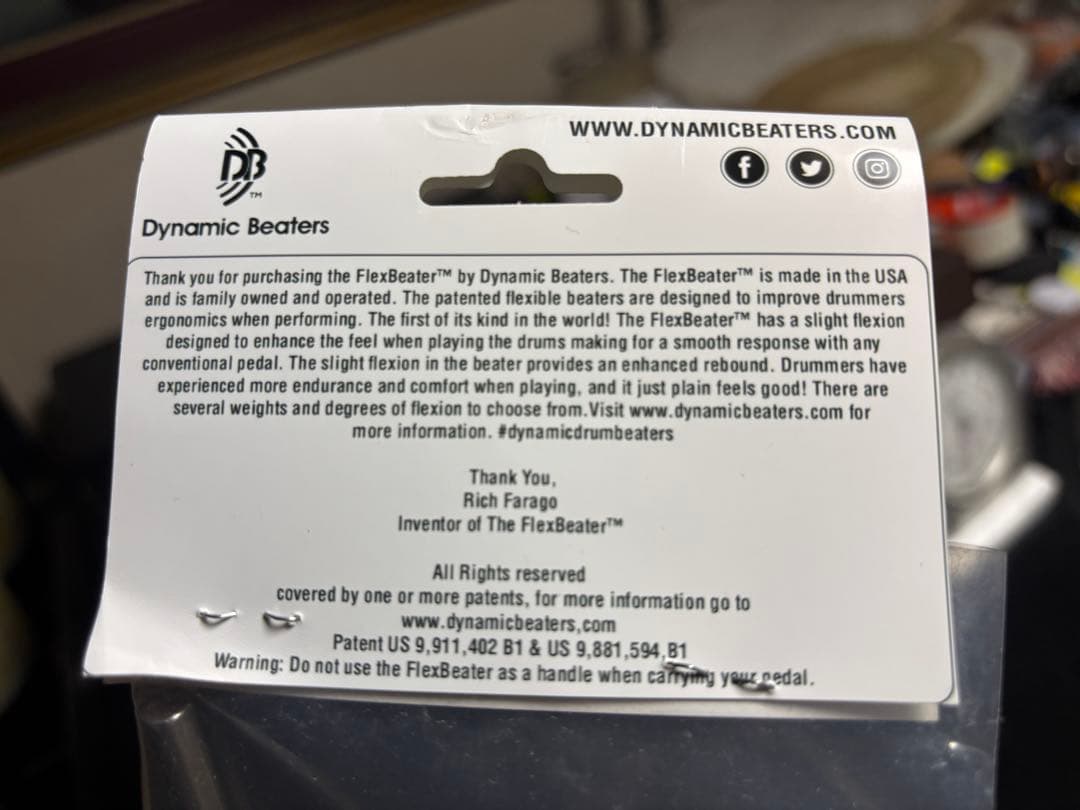 WWW.DYNAMICBEATERS.COM
DB™
Dynamic Beaters
Thank you for purchasing the FlexBeater™ by Dynamic Beaters. The FlexBeater™ is made in the USA
and is family owned and operated. The patented flexible beaters are designed to improve drummers
ergonomics when performing. The first of its kind in the world! The FlexBeater™ has a slight flexion
designed to enhance the feel when playing the drums making for a smooth response with any
conventional pedal. The slight flexion in the beater provides an enhanced rebound. Drummers have
experienced more endurance and comfort when playing, and it just plain feels good! There are
several weights and degrees of flexion to choose from.Visit www.dynamicbeaters.com for
more information. #dynamicdrumbeaters
Thank You,
Rich Farago
Inventor of The FlexBeater™
All Rights reserved
covered by one or more patents, for more information go to
www.dynamicbeaters,com
Patent US 9,911,402 B1 & US 9,881,594,B1
Warning: Do not use the FlexBeater as a handle when carrying your pedal.